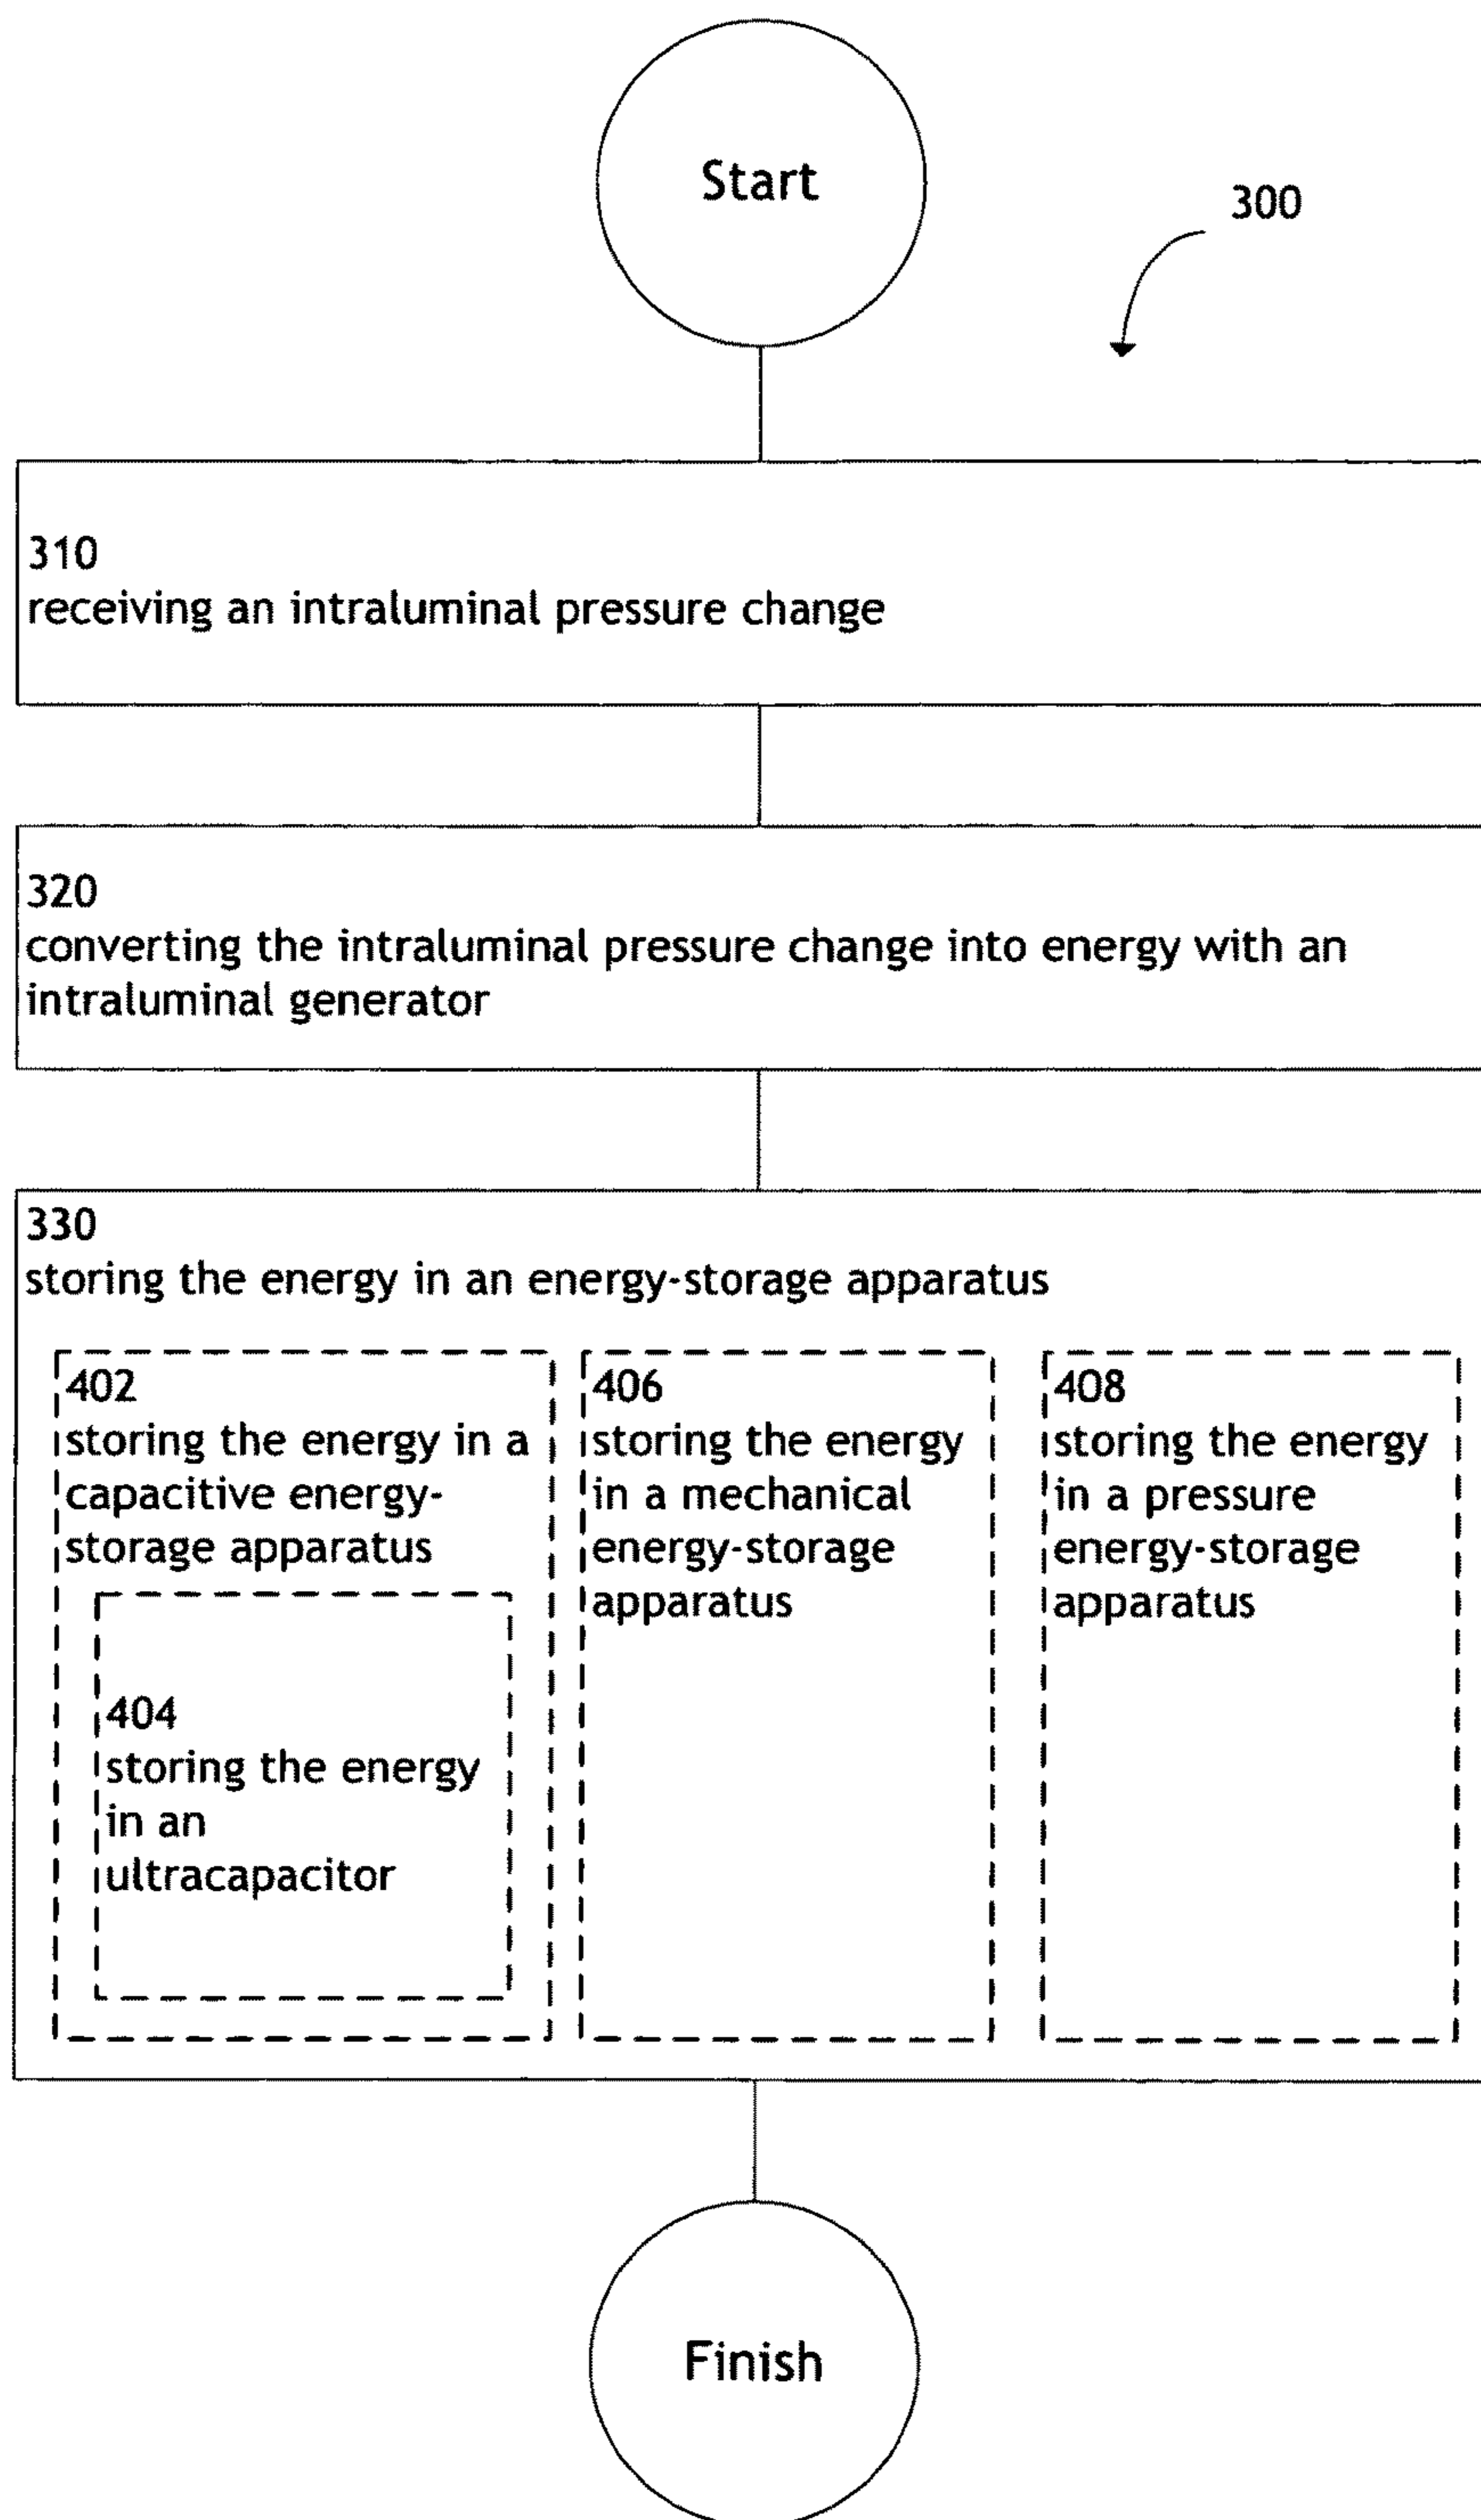 Start
300
310
receiving an intraluminal pressure change
320
converting the intraluminal pressure change into energy with an
intraluminal generator
330
storing the energy in an energy-storage apparatus
402
storing the energy in a
capacitive energy-
storage apparatus
404
storing the energy
in an
ultracapacitor
406
storing the energy
in a mechanical
energy-storage
apparatus
408
storing the energy
in a pressure
energy-storage
apparatus
Finish